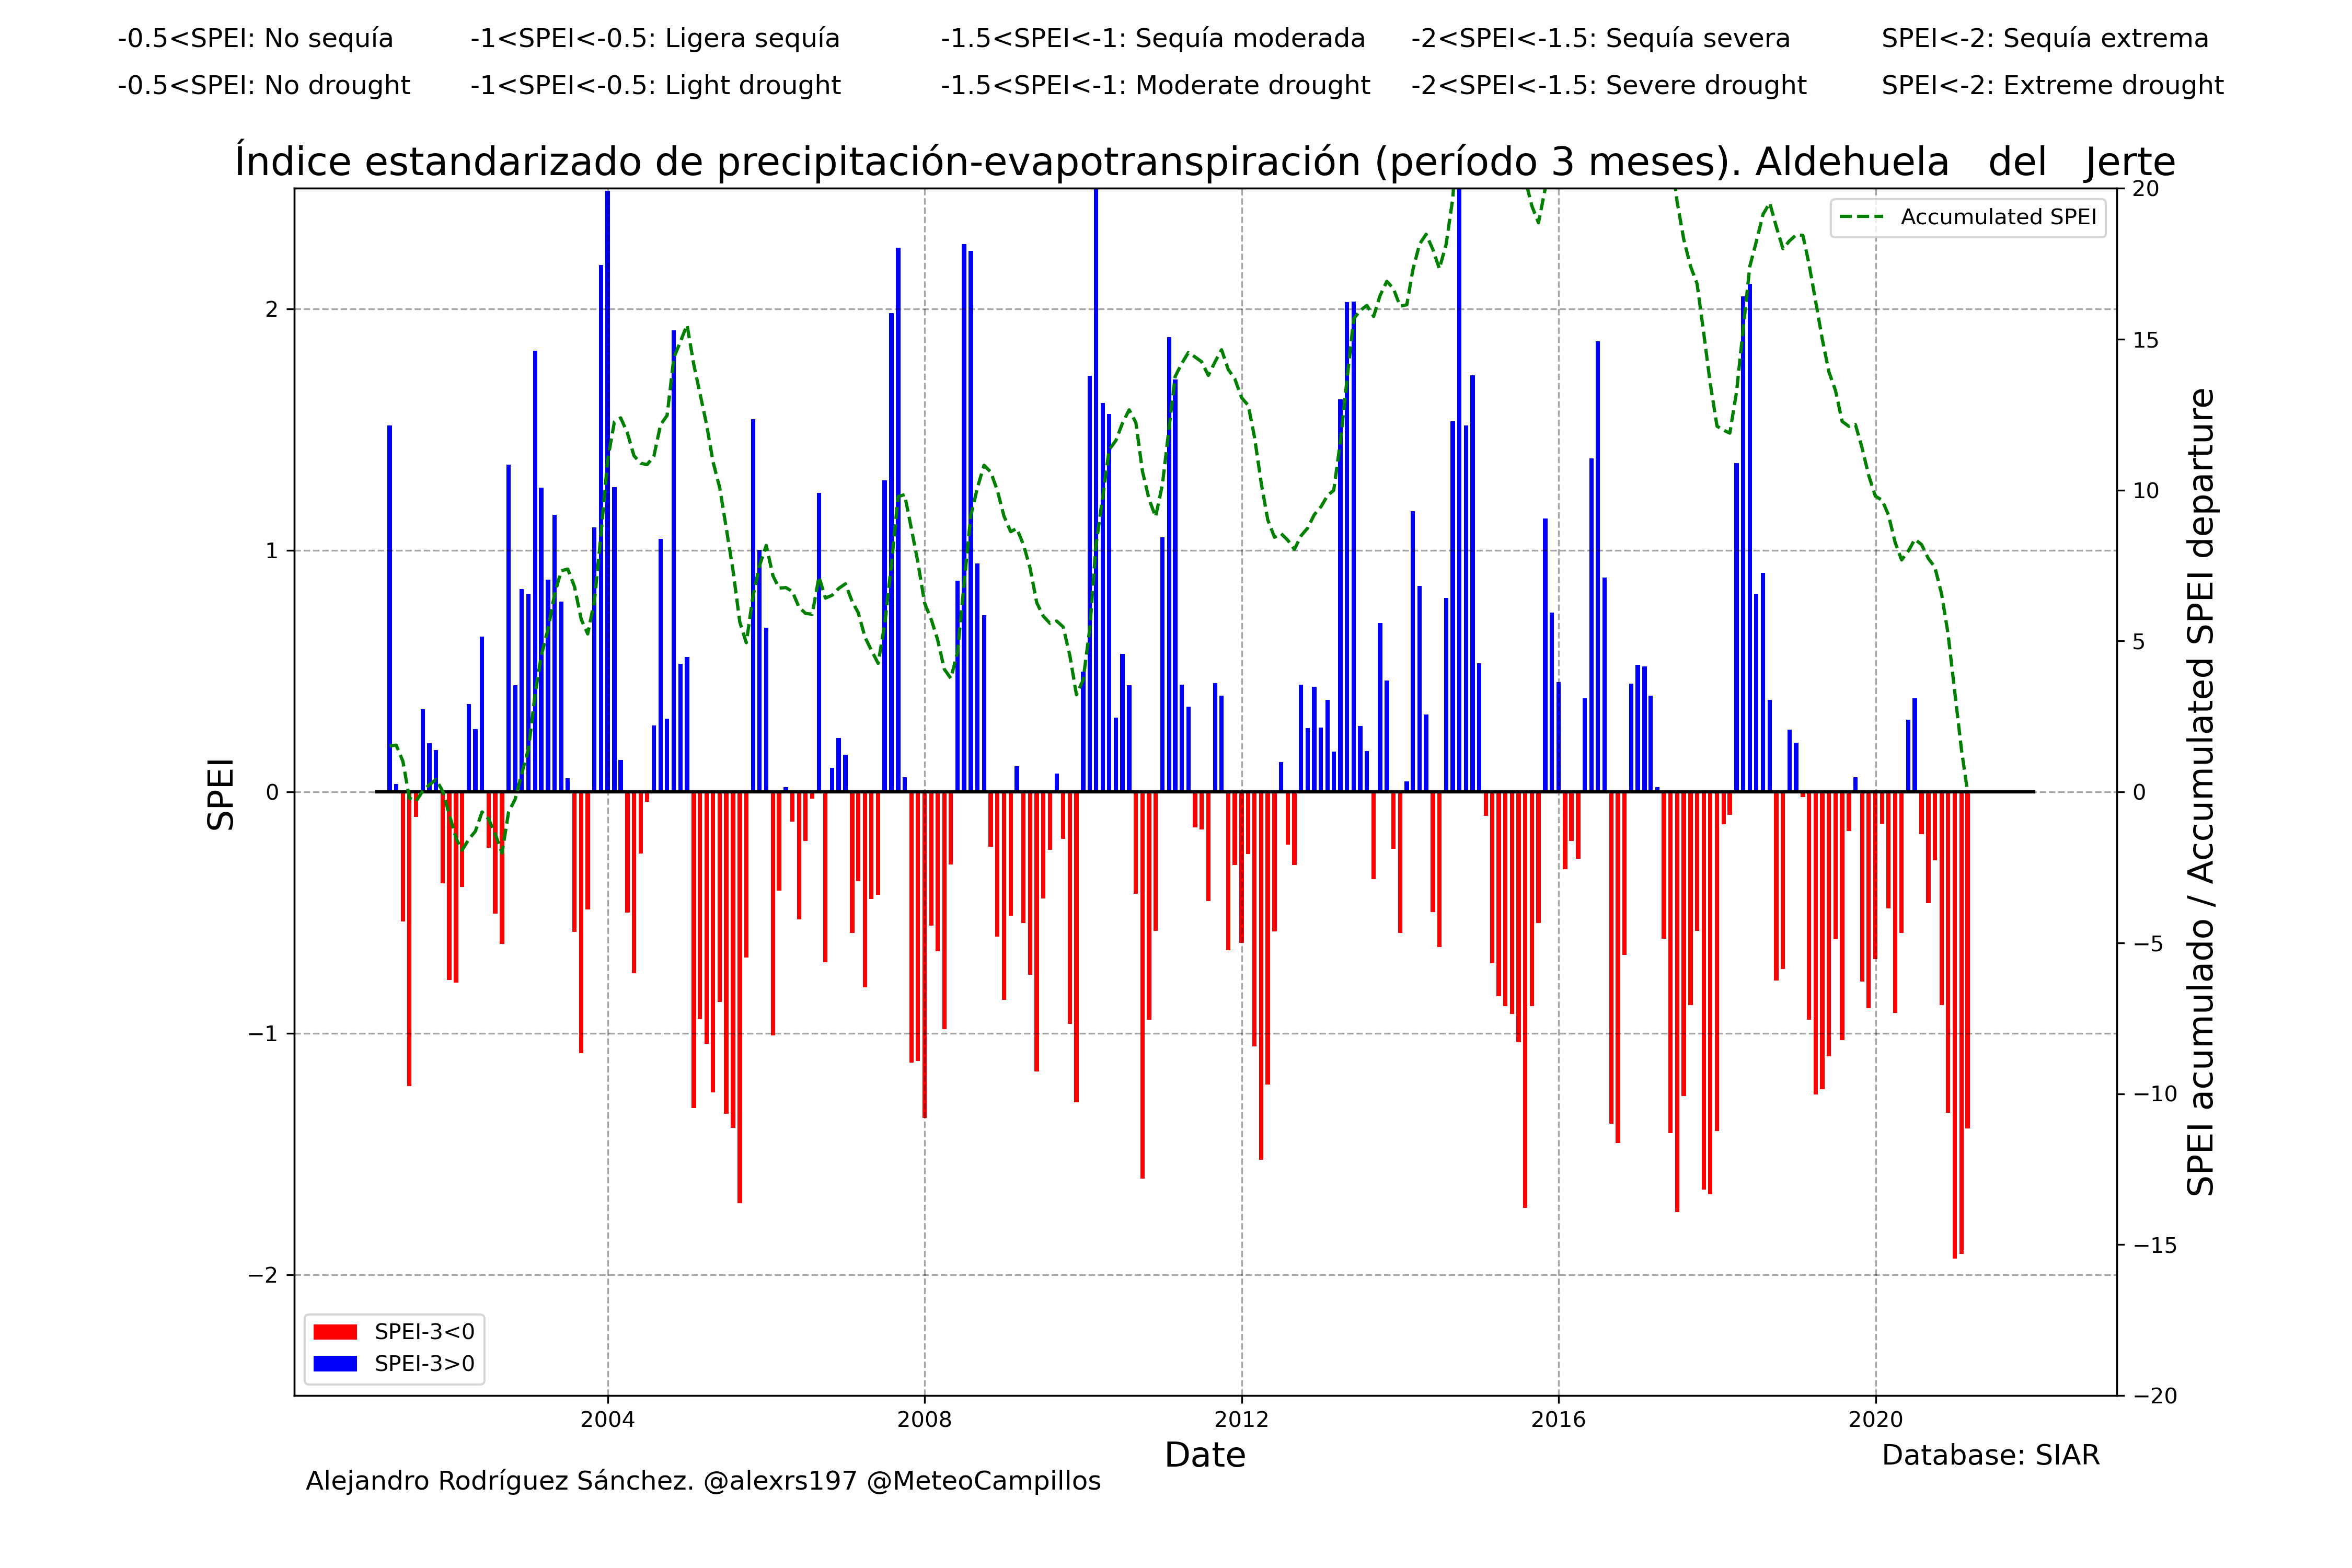 -0.5<SPEI: No sequía -1<SPEI<-0.5: Ligera sequía -1.5<SPEI<-1: Sequía moderada -2<SPEI<-1.5: Sequía severa SPEI<-2: Sequía extrema
-0.5<SPEI: No drought -1<SPEI<-0.5: Light drought -1.5<SPEI<-1: Moderate drought -2<SPEI<-1.5: Severe drought SPEI<-2: Extreme drought
Índice estandarizado de precipitación-evapotranspiración (período 3 meses). Aldehuela del Jerte
Accumulated SPEI
SPEI
2
1
0
−1
−2
20
15
10
5
0
−5
−10
−15
−20
SPEI acumulado / Accumulated SPEI departure
SPEI-3<0
SPEI-3>0
2004 2008 2012 2016 2020
Date
Database: SIAR
Alejandro Rodríguez Sánchez. @alexrs197 @MeteoCampillos